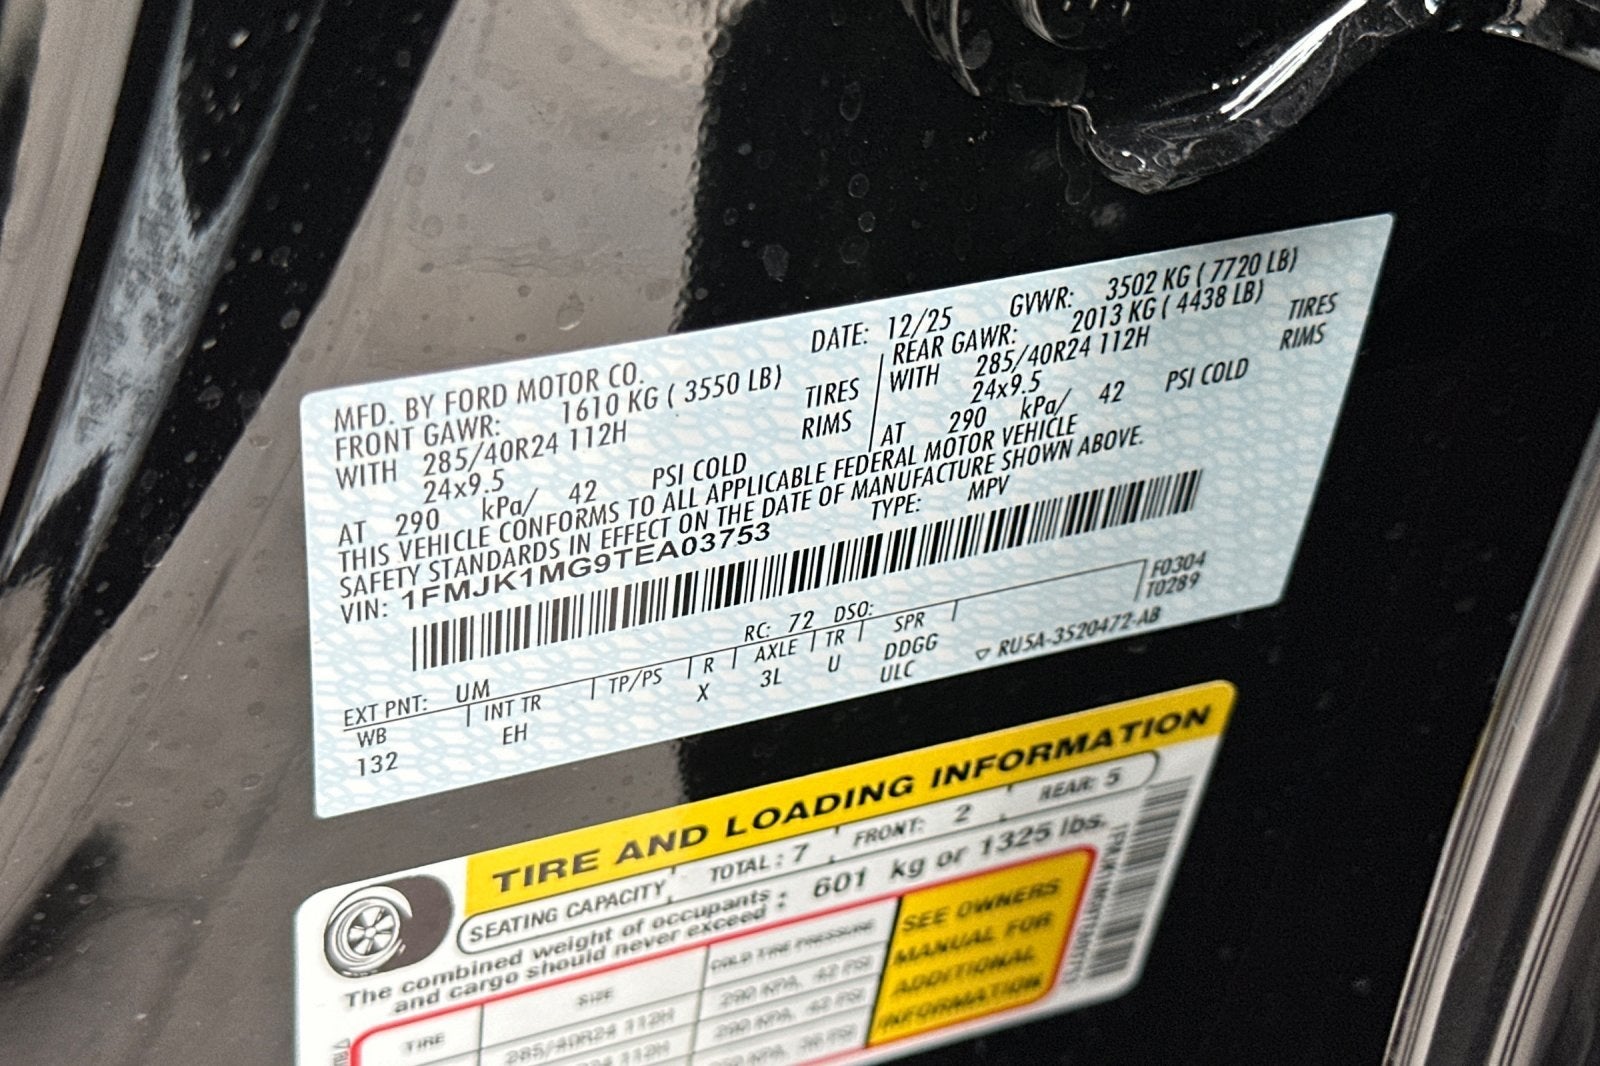 MFD. BY FORD MOTOR CO. DATE: 12/25 GVWR: 3502 KG ( 7720 LB)
FRONT GAWR: 1610 KG ( 3550 LB) REAR GAWR: 2013 KG ( 4438 LB)
WITH 285/40R24 112H TIRES WITH 285/40R24 112H TIRES
24x9.5 RIMS 24x9.5 RIMS
AT 290 kPa/ 42 PSI COLD AT 290 kPa/ 42 PSI COLD
THIS VEHICLE CONFORMS TO ALL APPLICABLE FEDERAL MOTOR VEHICLE
SAFETY STANDARDS IN EFFECT ON THE DATE OF MANUFACTURE SHOWN ABOVE.
VIN: 1FMJK1MG9TEA03753 TYPE: MPV
F0304
T0289
EXT PNT: UM RC: 72 DSO:
WB INT TR TP/PS R AXLE TR SPR
132 EH X 3L U DDGG
ULC
▽ RU5A-3520472-AB
TIRE AND LOADING INFORMATION
SEATING CAPACITY TOTAL : 7 FRONT: 2 REAR: 5
The combined weight of occupants : 601 kg or 1325 lbs.
and cargo should never exceed :
TIRE SIZE COLD TIRE PRESSURE
285/40R24 112H 290 KPA, 42 PSI
SEE OWNERS
MANUAL FOR
ADDITIONAL
INFORMATION